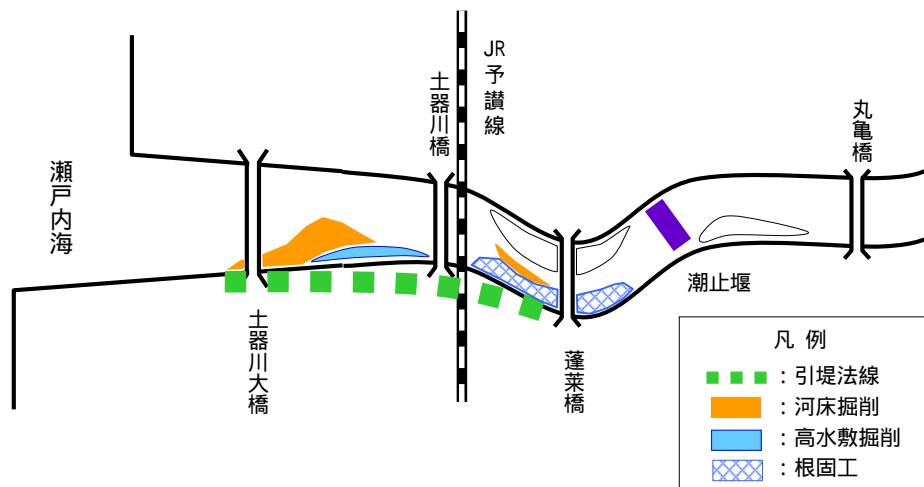 瀬戸内海
土器川大橋
土器川橋
JR予讃線
蓬莱橋
潮止堰
丸亀橋
凡 例
：引堤法線
：河床掘削
：高水敷掘削
：根固工